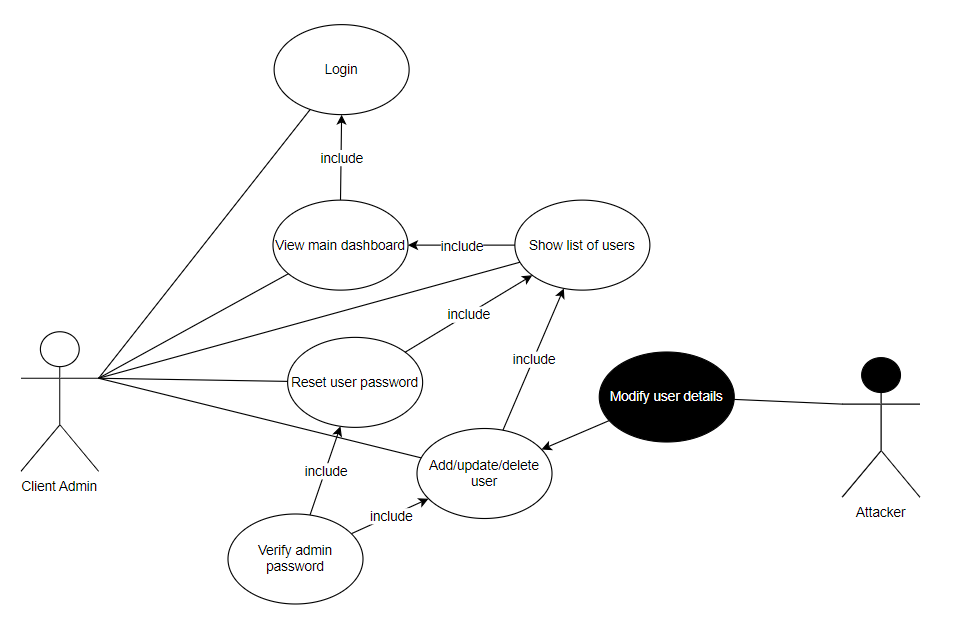 Login
include
View main dashboard
include
Show list of users
include
include
Reset user password
Modify user details
include
Add/update/delete
user
Client Admin
include
Attacker
Verify admin
password